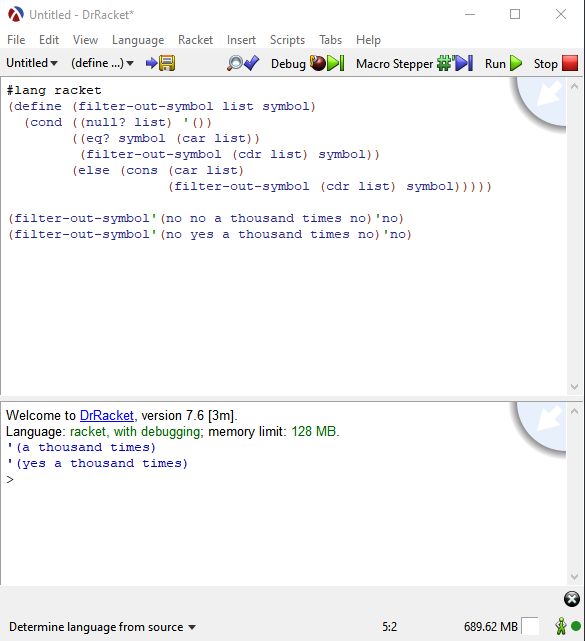 Untitled - DrRacket*
File Edit View Language Racket Insert Scripts Tabs Help
Untitled (define ...) Debug Macro Stepper Run Stop
#lang racket
(define (filter-out-symbol list symbol)
  (cond ((null? list) '())
        ((eq? symbol (car list))
         (filter-out-symbol (cdr list) symbol))
        (else (cons (car list)
                    (filter-out-symbol (cdr list) symbol)))))
(filter-out-symbol'(no no a thousand times no)'no)
(filter-out-symbol'(no yes a thousand times no)'no)
Welcome to DrRacket, version 7.6 [3m].
Language: racket, with debugging; memory limit: 128 MB.
'(a thousand times)
'(yes a thousand times)
>
Determine language from source 5:2 689.62 MB